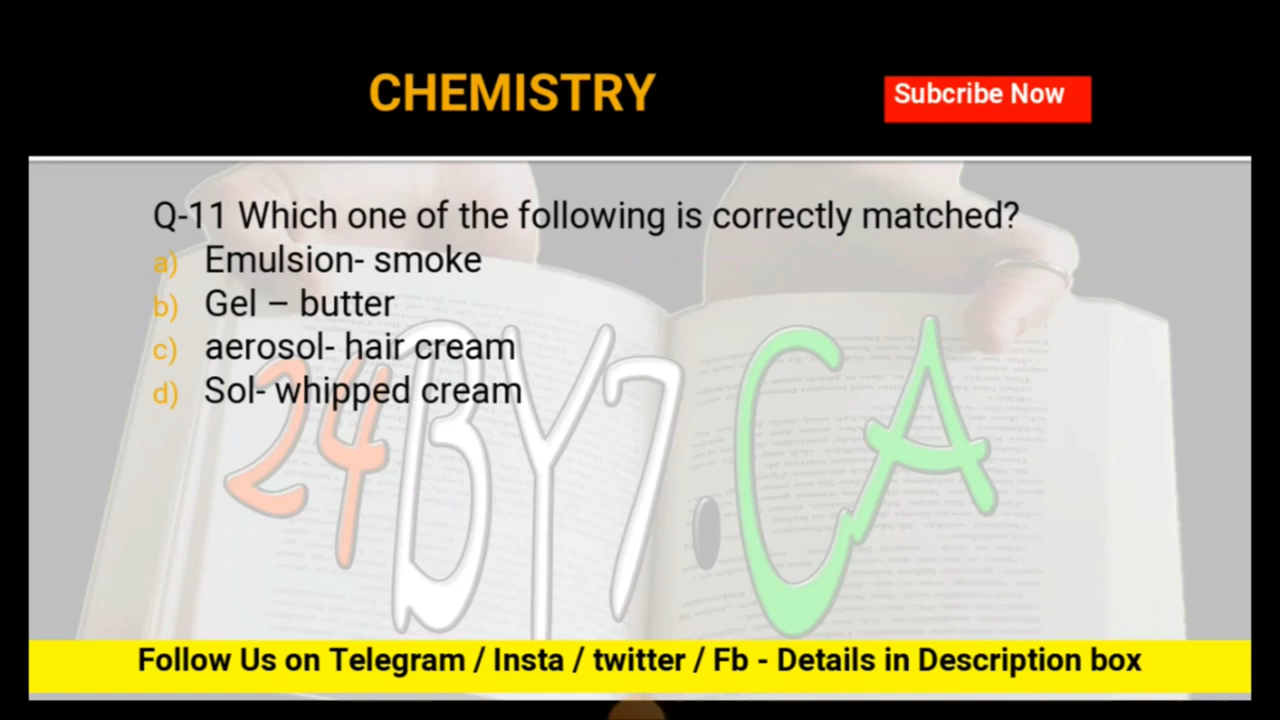 CHEMISTRY
Subcribe Now
Q-11 Which one of the following is correctly matched?
a) Emulsion- smoke
b) Gel – butter
c) aerosol- hair cream
d) Sol- whipped cream
24BY7.CA
Follow Us on Telegram / Insta / twitter / Fb - Details in Description box